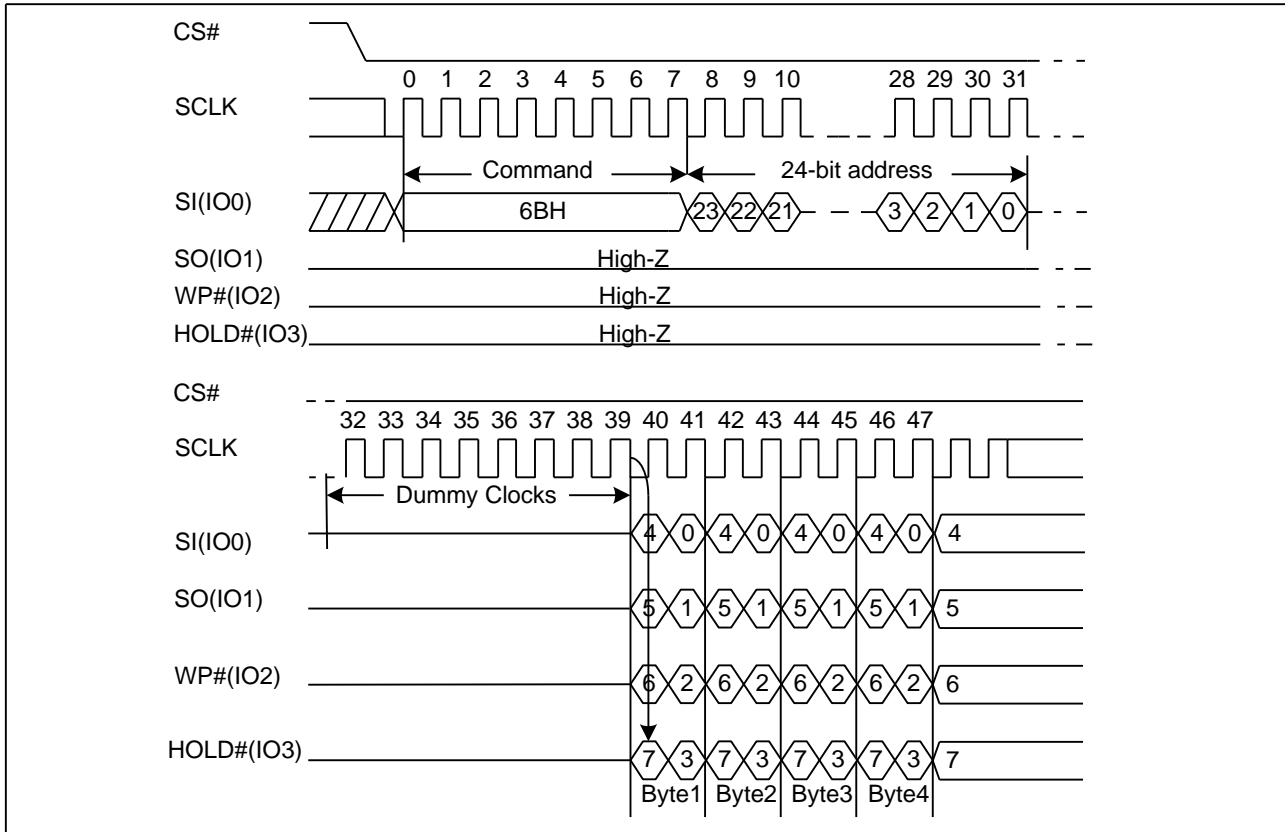 CS#
0 1 2 3 4 5 6 7 8 9 10 28 29 30 31
SCLK
Command 24-bit address
SI(IO0) 6BH 23 22 21 3 2 1 0
SO(IO1) High-Z
WP#(IO2) High-Z
HOLD#(IO3) High-Z
CS#
32 33 34 35 36 37 38 39 40 41 42 43 44 45 46 47
SCLK
Dummy Clocks
SI(IO0) 4 0 4 0 4 0 4 0 4
SO(IO1) 5 1 5 1 5 1 5 1 5
WP#(IO2) 6 2 6 2 6 2 6 2 6
HOLD#(IO3) 7 3 7 3 7 3 7 3 7
Byte1 Byte2 Byte3 Byte4